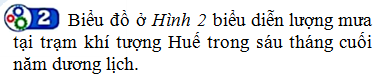 2 Biểu đồ ở Hình 2 biểu diễn lượng mưa
tại trạm khí tượng Huế trong sáu tháng cuối
năm dương lịch.